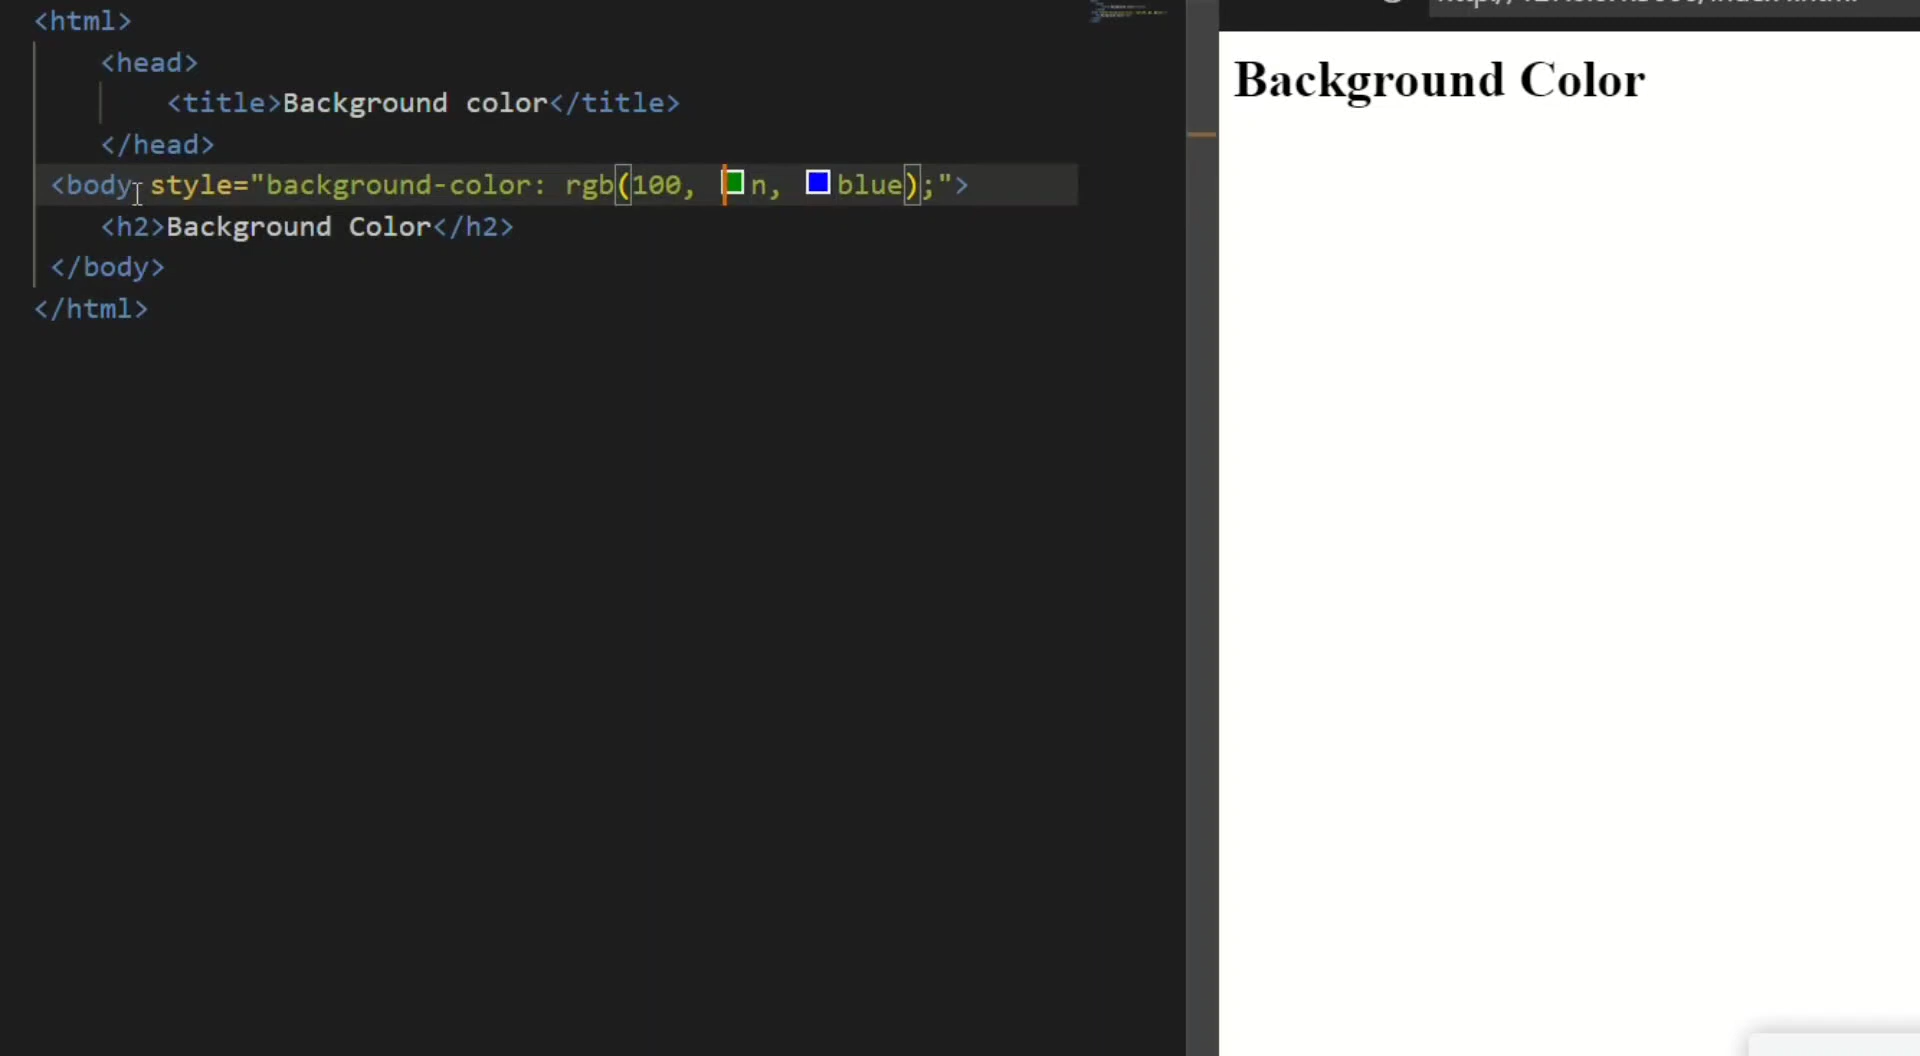 <html>
<head>
<title>Background color</title>
</head>
<body style="background-color: rgb(100, n, blue);">
<h2>Background Color</h2>
</body>
</html>
Background Color